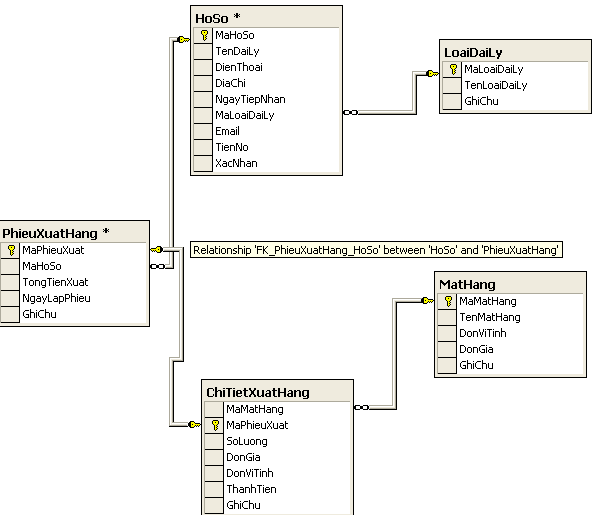 HoSo *
MaHoSo
TenDaiLy
DienThoai
DiaChi
NgayTiepNhan
MaLoaiDaiLy
Email
TienNo
XacNhan
LoaiDaiLy
MaLoaiDaiLy
TenLoaiDaiLy
GhiChu
PhieuXuatHang *
MaPhieuXuat
MaHoSo
TongTienXuat
NgayLapPhieu
GhiChu
Relationship 'FK_PhieuXuatHang_HoSo' between 'HoSo' and 'PhieuXuatHang'
MatHang
MaMatHang
TenMatHang
DonViTinh
DonGia
GhiChu
ChiTietXuatHang
MaMatHang
MaPhieuXuat
SoLuong
DonGia
DonViTinh
ThanhTien
GhiChu